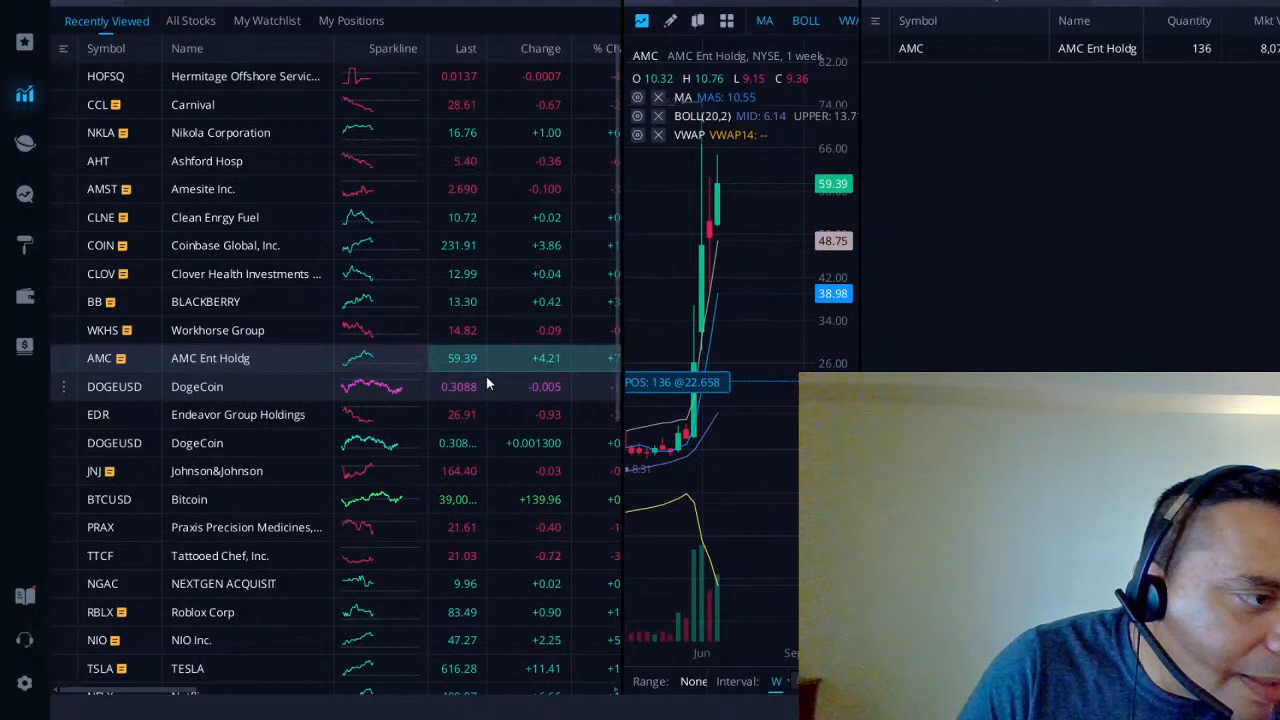 Recently Viewed All Stocks My Watchlist My Positions
Symbol Name Sparkline Last Change % Ch
HOFSQ Hermitage Offshore Servic... 0.0137 -0.0007
CCL Carnival 28.61 -0.67
NKLA Nikola Corporation 16.76 +1.00
AHT Ashford Hosp 5.40 -0.36
AMST Amesite Inc. 2.690 -0.100
CLNE Clean Enrgy Fuel 10.72 +0.02
COIN Coinbase Global, Inc. 231.91 +3.86
CLOV Clover Health Investments ... 12.99 +0.04
BB BLACKBERRY 13.30 +0.42
WKHS Workhorse Group 14.82 -0.09
AMC AMC Ent Holdg 59.39 +4.21
DOGEUSD DogeCoin 0.3088 -0.005
EDR Endeavor Group Holdings 26.91 -0.93
DOGEUSD DogeCoin 0.308... +0.001300
JNJ Johnson&Johnson 164.40 -0.03
BTCUSD Bitcoin 39,00... +139.96
PRAX Praxis Precision Medicines,... 21.61 -0.40
TTCF Tattooed Chef, Inc. 21.03 -0.72
NGAC NEXTGEN ACQUISIT 9.96 +0.02
RBLX Roblox Corp 83.49 +0.90
NIO NIO Inc. 47.27 +2.25
TSLA TESLA 616.28 +11.41
MA BOLL VW
AMC AMC Ent Holdg, NYSE, 1 week
O 10.32 H 10.76 L 9.15 C 9.36
MA MA5: 10.55
BOLL(20,2) MID: 6.14 UPPER: 13.7
VWAP VWAP14: --
82.00
74.00
66.00
59.39
48.75
42.00
38.98
34.00
26.00
POS: 136 @22.658
8.31
Jun Sep
Range: None Interval: W
Symbol Name Quantity Mkt V
AMC AMC Ent Holdg 136 8,07